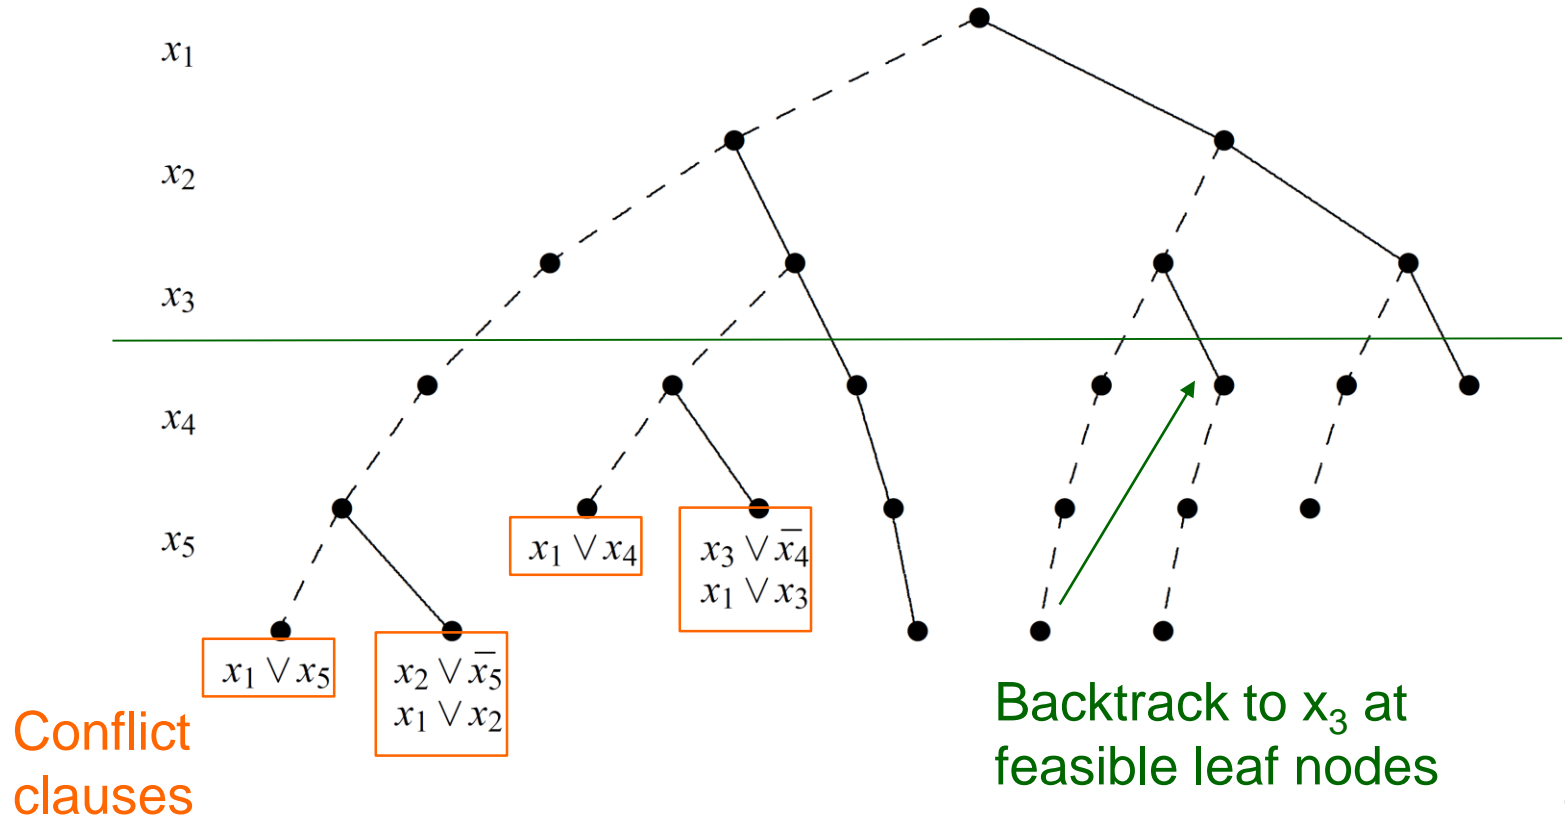 x₁
x₂
x₃
x₄
x₅
x₁ ∨ x₄
x₃ ∨ x̅₄
x₁ ∨ x₃
x₁ ∨ x₅
x₂ ∨ x̅₅
x₁ ∨ x₂
Conflict
clauses
Backtrack to x₃ at
feasible leaf nodes